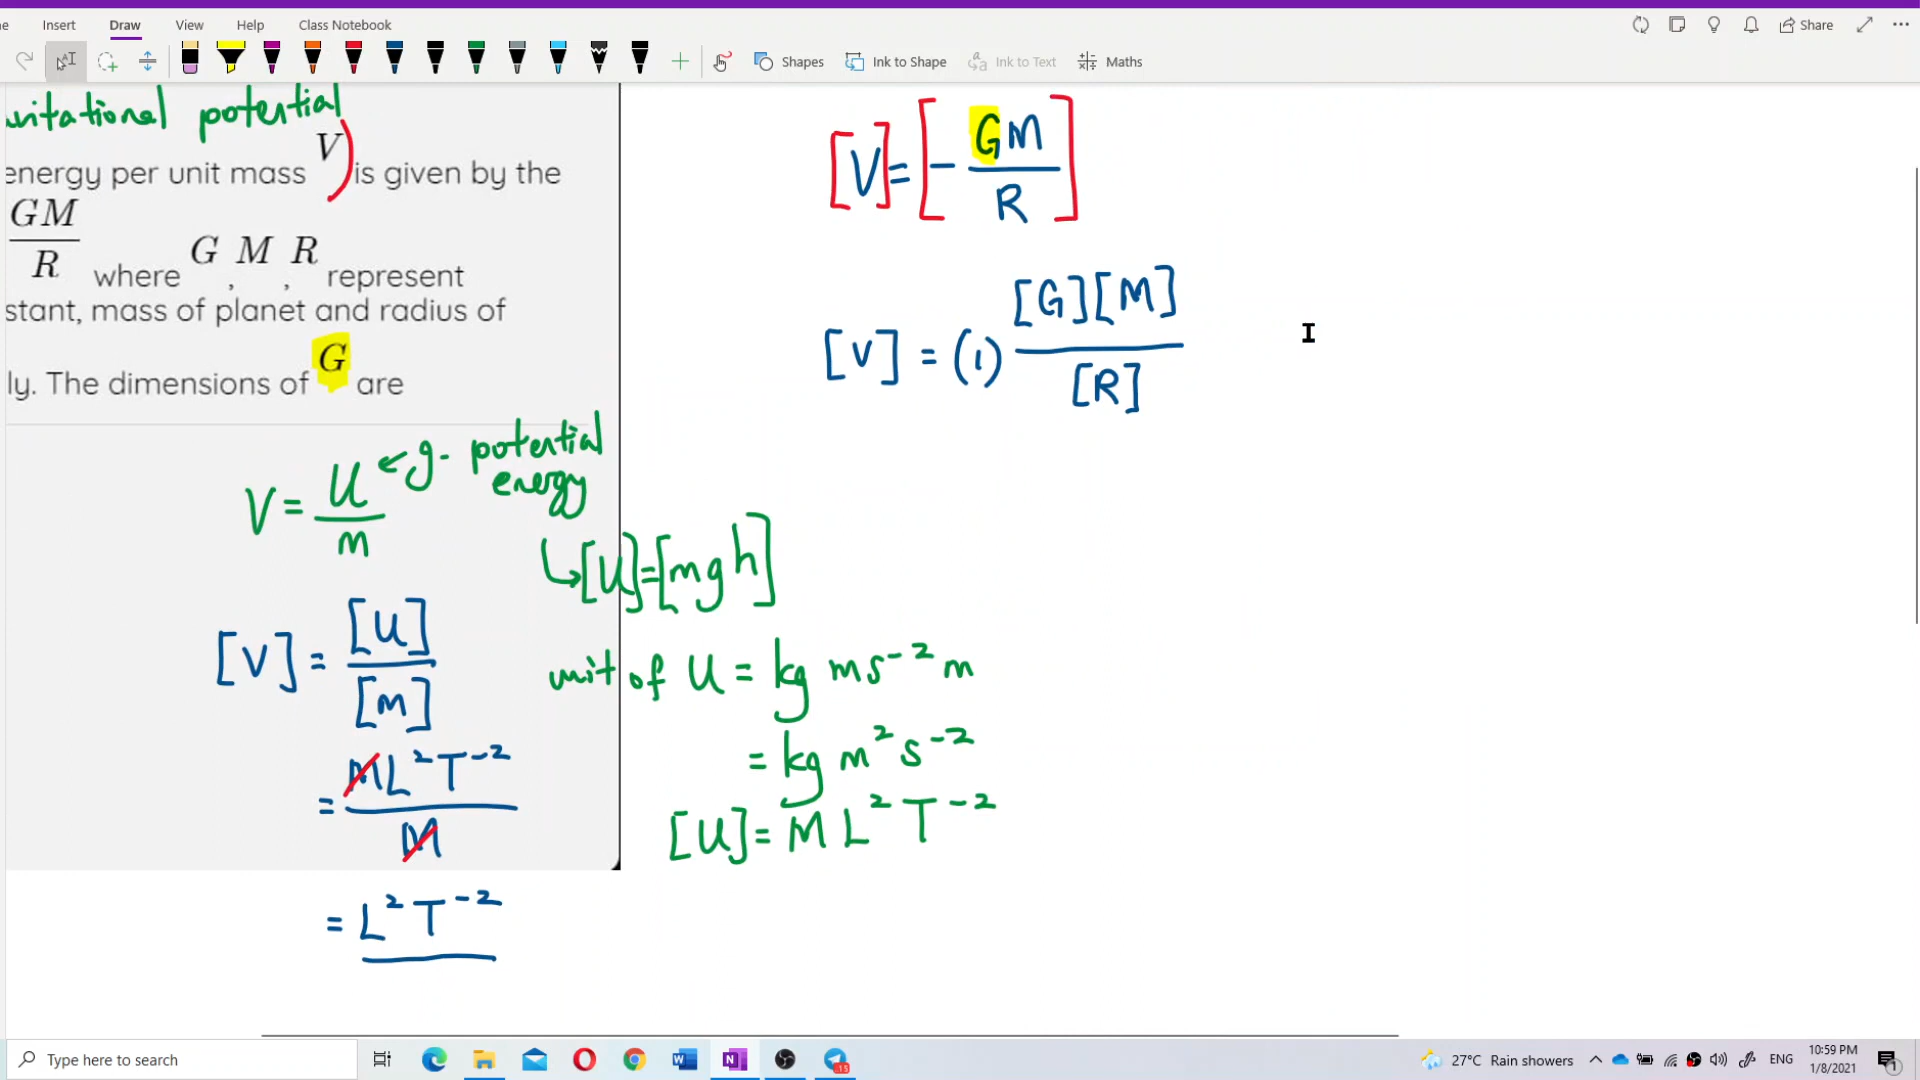 Insert Draw View Help Class Notebook Share
Shapes Ink to Shape Ink to Text Maths
potential
energy per unit mass V) is given by the
GM
R where G , M , R represent
stant, mass of planet and radius of
ly. The dimensions of G are
V = U ← g. potential energy
m
↳ [U] = [mgh]
[V] = [U]
[m]
= ML²T⁻²
M
= L²T⁻²
unit of U = kg ms⁻² m
= kg m² s⁻²
[U] = M L² T⁻²
[V] = [- GM
R]
[V] = (1) [G][M]
[R]
Type here to search 27°C Rain showers ENG 10:59 PM
1/8/2021